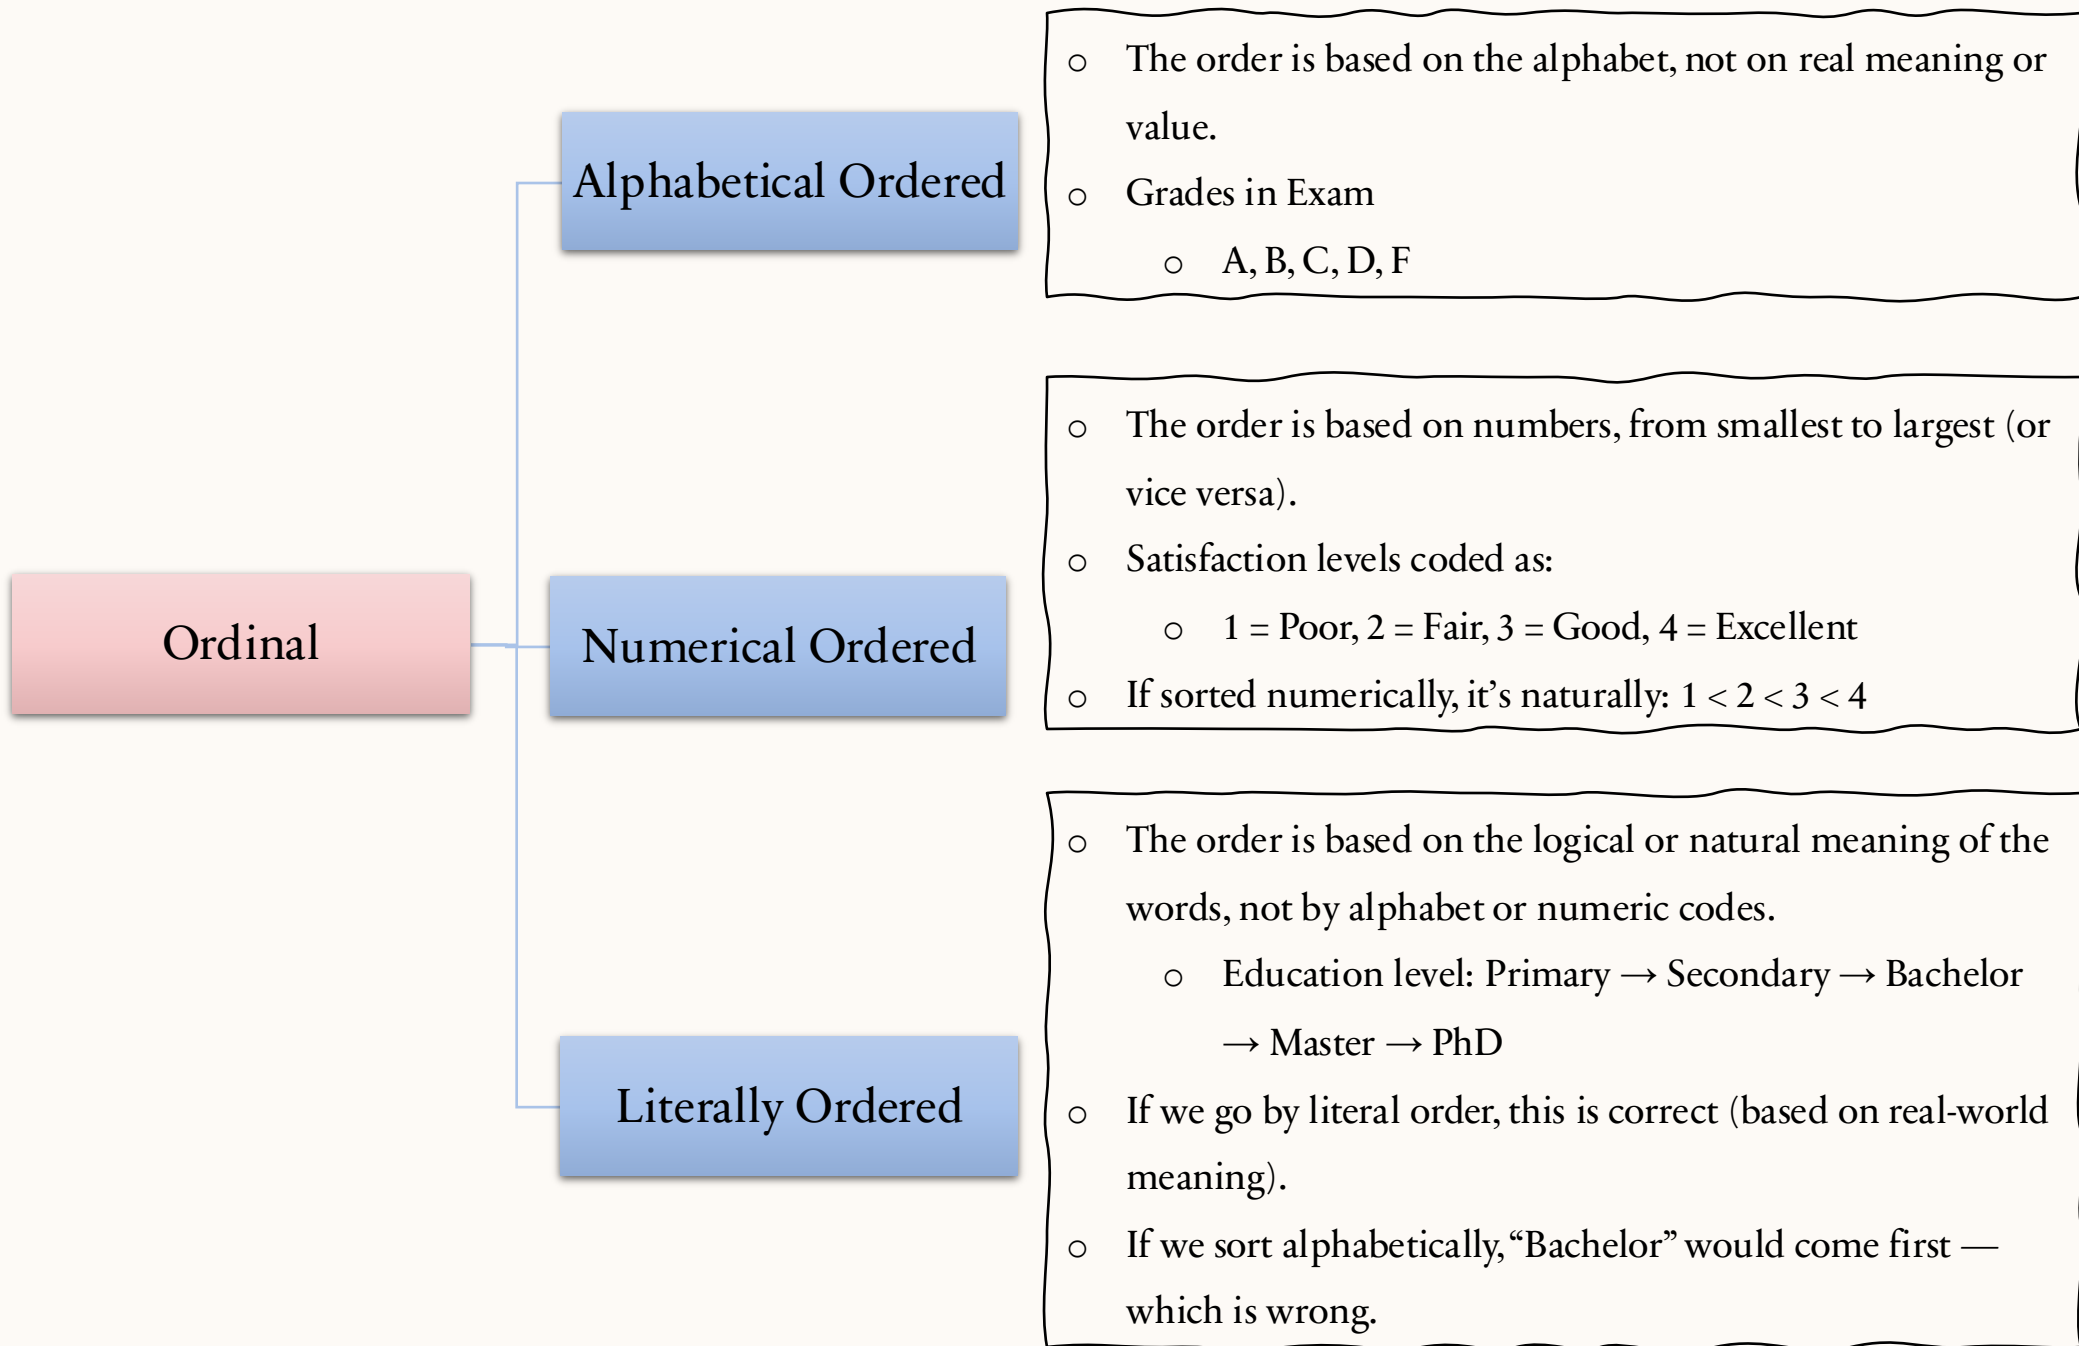 Ordinal
Alphabetical Ordered
○ The order is based on the alphabet, not on real meaning or
value.
○ Grades in Exam
○ A, B, C, D, F
Numerical Ordered
○ The order is based on numbers, from smallest to largest (or
vice versa).
○ Satisfaction levels coded as:
○ 1 = Poor, 2 = Fair, 3 = Good, 4 = Excellent
○ If sorted numerically, it’s naturally: 1 < 2 < 3 < 4
Literally Ordered
○ The order is based on the logical or natural meaning of the
words, not by alphabet or numeric codes.
○ Education level: Primary → Secondary → Bachelor
→ Master → PhD
○ If we go by literal order, this is correct (based on real-world
meaning).
○ If we sort alphabetically, “Bachelor” would come first —
which is wrong.